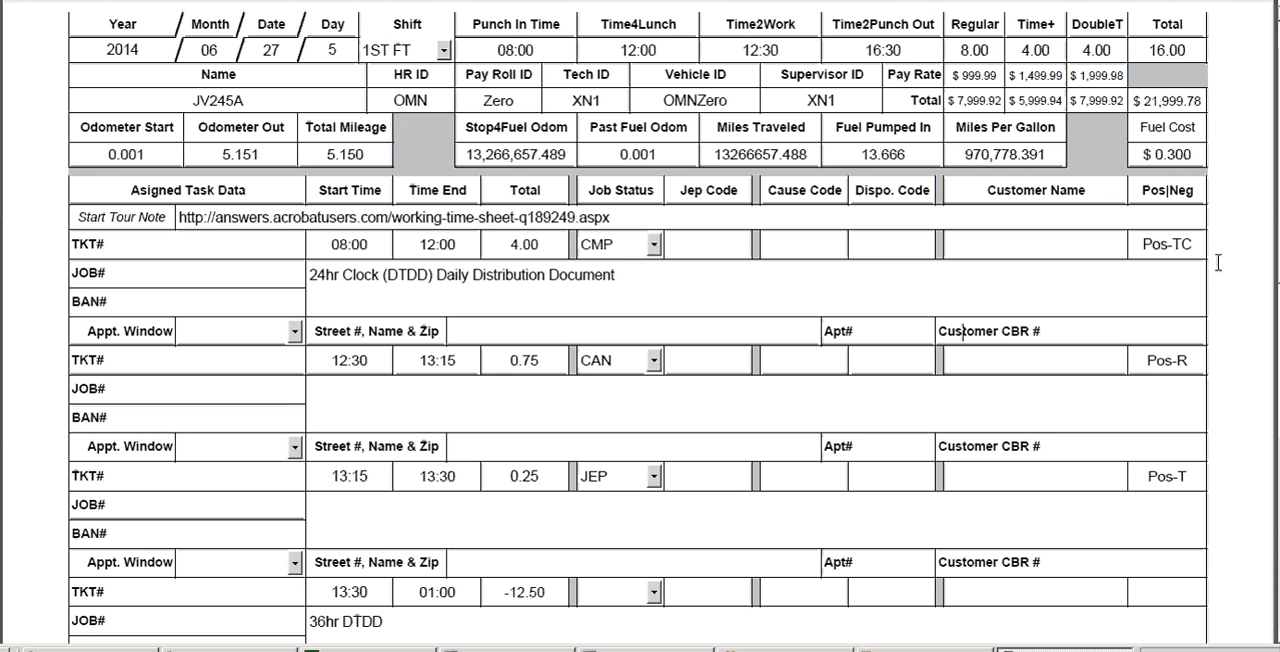 Year Month Date Day Shift Punch In Time Time4Lunch Time2Work Time2Punch Out Regular Time+ DoubleT Total
2014 06 27 5 1ST FT 08:00 12:00 12:30 16:30 8.00 4.00 4.00 16.00
Name HR ID Pay Roll ID Tech ID Vehicle ID Supervisor ID Pay Rate $ 999.99 $ 1,499.99 $ 1,999.98
JV245A OMN Zero XN1 OMNZero XN1 Total $ 7,999.92 $ 5,999.94 $ 7,999.92 $ 21,999.78
Odometer Start Odometer Out Total Mileage Stop4Fuel Odom Past Fuel Odom Miles Traveled Fuel Pumped In Miles Per Gallon Fuel Cost
0.001 5.151 5.150 13,266,657.489 0.001 13266657.488 13.666 970,778.391 $ 0.300
Asigned Task Data Start Time Time End Total Job Status Jep Code Cause Code Dispo. Code Customer Name Pos|Neg
Start Tour Note http://answers.acrobatusers.com/working-time-sheet-q189249.aspx
TKT# 08:00 12:00 4.00 CMP Pos-TC
JOB# 24hr Clock (DTDD) Daily Distribution Document
BAN#
Appt. Window Street #, Name & Zip Apt# Customer CBR #
TKT# 12:30 13:15 0.75 CAN Pos-R
JOB#
BAN#
Appt. Window Street #, Name & Zip Apt# Customer CBR #
TKT# 13:15 13:30 0.25 JEP Pos-T
JOB#
BAN#
Appt. Window Street #, Name & Zip Apt# Customer CBR #
TKT# 13:30 01:00 -12.50
JOB# 36hr DTDD